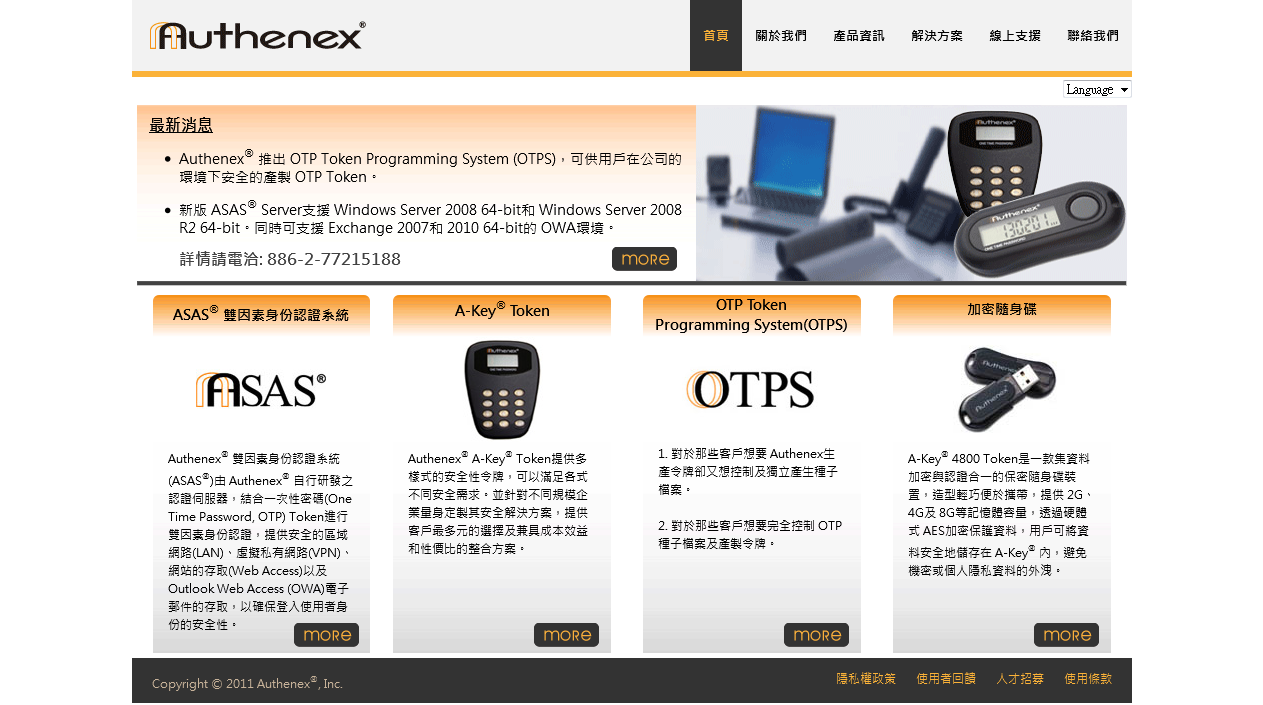 Authenex®
首頁 關於我們 產品資訊 解決方案 線上支援 聯絡我們
Language
最新消息
• Authenex® 推出 OTP Token Programming System (OTPS)，可供用戶在公司的
環境下安全的產製 OTP Token。
• 新版 ASAS® Server支援 Windows Server 2008 64-bit和 Windows Server 2008
R2 64-bit。同時可支援 Exchange 2007和 2010 64-bit的 OWA環境。
詳情請電洽: 886-2-77215188
more
Authenex
Authenex
ASAS® 雙因素身份認證系統
ASAS®
Authenex® 雙因素身份認證系統
(ASAS®)由 Authenex® 自行研發之
認證伺服器，結合一次性密碼(One
Time Password, OTP) Token進行
雙因素身份認證，提供安全的區域
網路(LAN)、虛擬私有網路(VPN)、
網站的存取(Web Access)以及
Outlook Web Access (OWA)電子
郵件的存取，以確保登入使用者身
份的安全性。
more
A-Key® Token
Authenex® A-Key® Token提供多
樣式的安全性令牌，可以滿足各式
不同安全需求。並針對不同規模企
業量身定製其安全解決方案，提供
客戶最多元的選擇及兼具成本效益
和性價比的整合方案。
more
OTP Token
Programming System(OTPS)
OTPS
1. 對於那些客戶想要 Authenex生
產令牌卻又想控制及獨立產生種子
檔案。
2. 對於那些客戶想要完全控制 OTP
種子檔案及產製令牌。
more
加密隨身碟
Authenex
Authenex
A-Key® 4800 Token是一款集資料
加密與認證合一的保密隨身碟裝
置，造型輕巧便於攜帶，提供 2G、
4G及 8G等記憶體容量，透過硬體
式 AES加密保護資料，用戶可將資
料安全地儲存在 A-Key® 內，避免
機密或個人隱私資料的外洩。
more
Copyright © 2011 Authenex®, Inc.
隱私權政策 使用者回饋 人才招募 使用條款